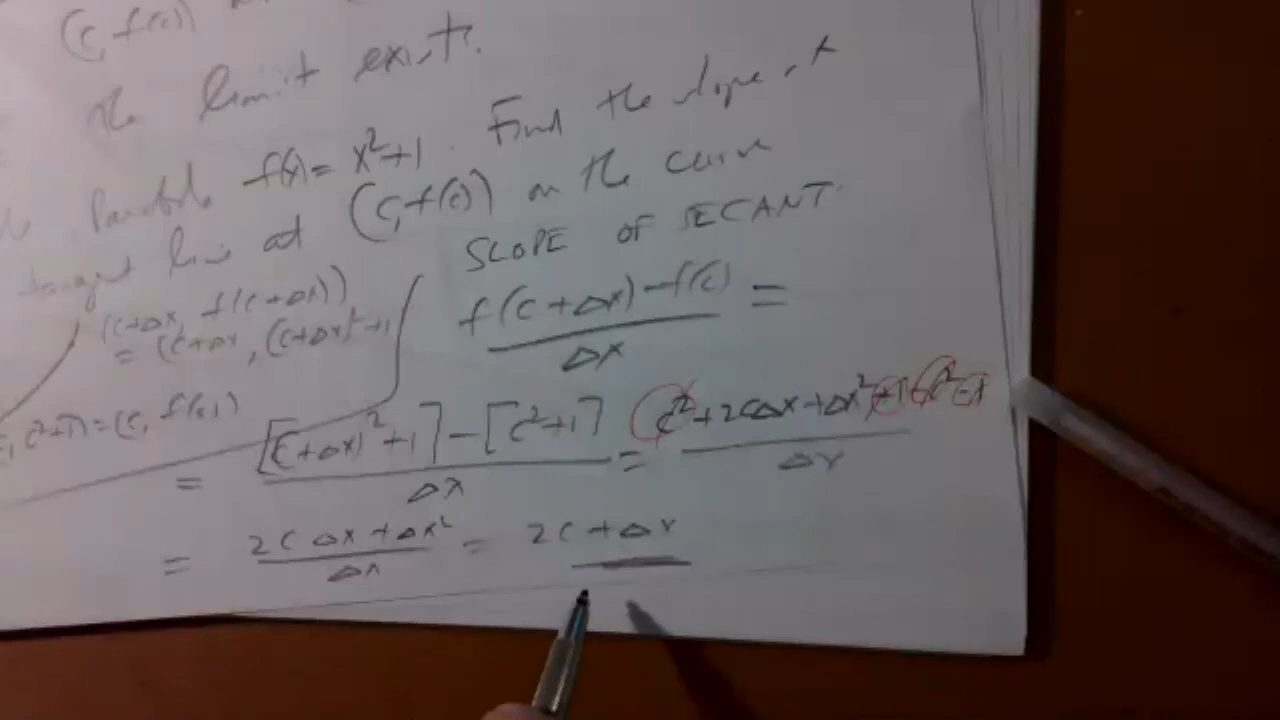 (c, f(c))
the limit exists.
Parabola f(x) = x²+1. Find the slope of
tangent line at (c, f(c)) on the curve
SLOPE OF SECANT
(c+Δx, f(c+Δx))
= (c+Δx, (c+Δx)²+1)
f(c+Δx) - f(c) / Δx =
c²+1) = (c, f(c))
= [(c+Δx)²+1] - [c²+1] / Δx = c²+2cΔx+Δx²+1-c²-1 / Δx
= 2cΔx+Δx² / Δx = 2c+Δx